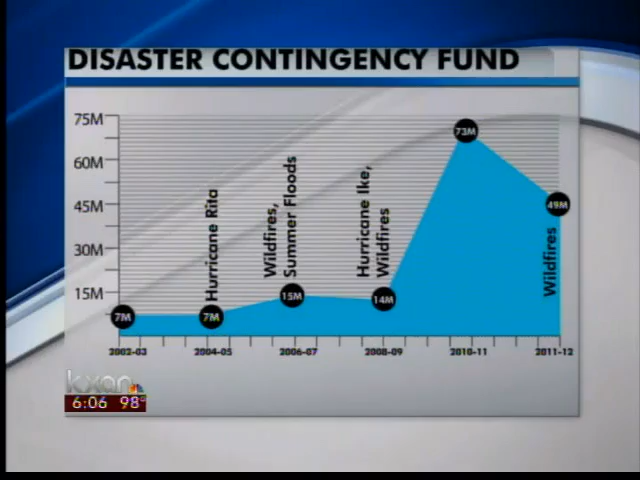 DISASTER CONTINGENCY FUND
75M
60M
45M
30M
15M
7M
7M
15M
14M
73M
49M
Hurricane Rita
Wildfires,
Summer Floods
Hurricane Ike,
Wildfires
Wildfires
2002-03
2004-05
2006-07
2008-09
2010-11
2011-12
kxan
6:06 98°